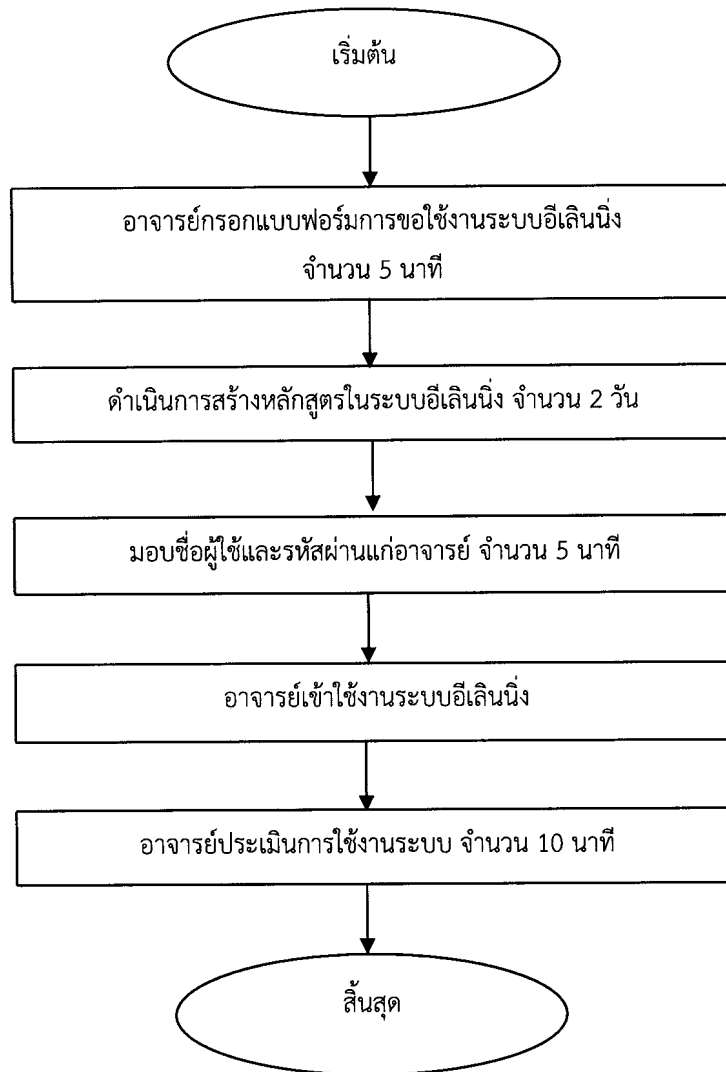 เริ่มต้น
อาจารย์กรอกแบบฟอร์มการขอใช้งานระบบอีเลินนิ่ง
จำนวน 5 นาที
ดำเนินการสร้างหลักสูตรในระบบอีเลินนิ่ง จำนวน 2 วัน
มอบชื่อผู้ใช้และรหัสผ่านแก่อาจารย์ จำนวน 5 นาที
อาจารย์เข้าใช้งานระบบอีเลินนิ่ง
อาจารย์ประเมินการใช้งานระบบ จำนวน 10 นาที
สิ้นสุด